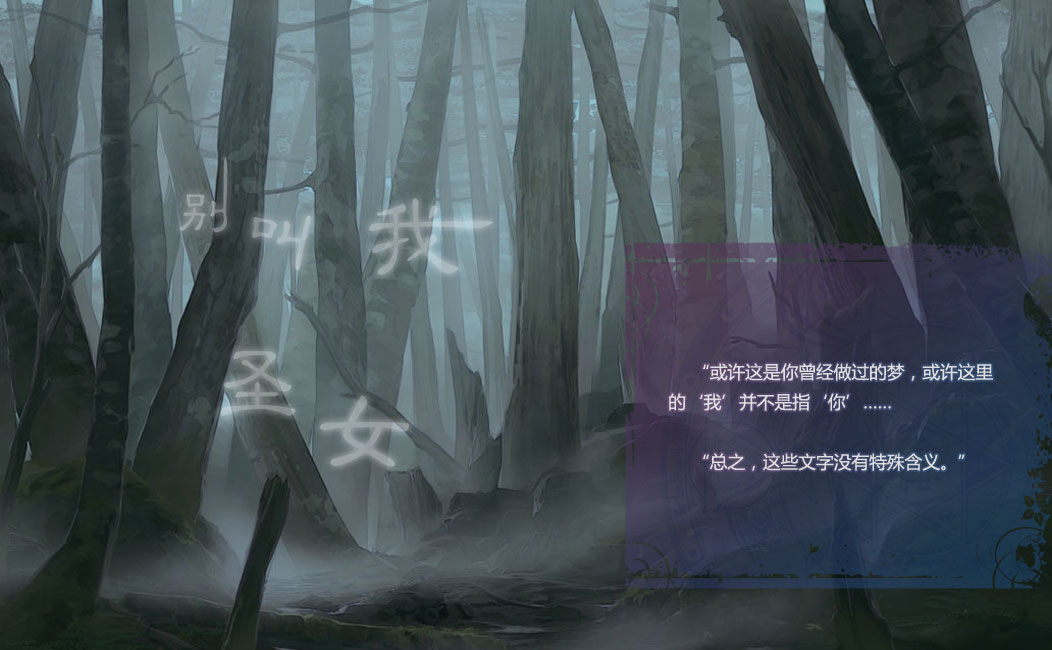 别叫我
圣女
“或许这是你曾经做过的梦，或许这里
的‘我’并不是指‘你’……
“总之，这些文字没有特殊含义。”